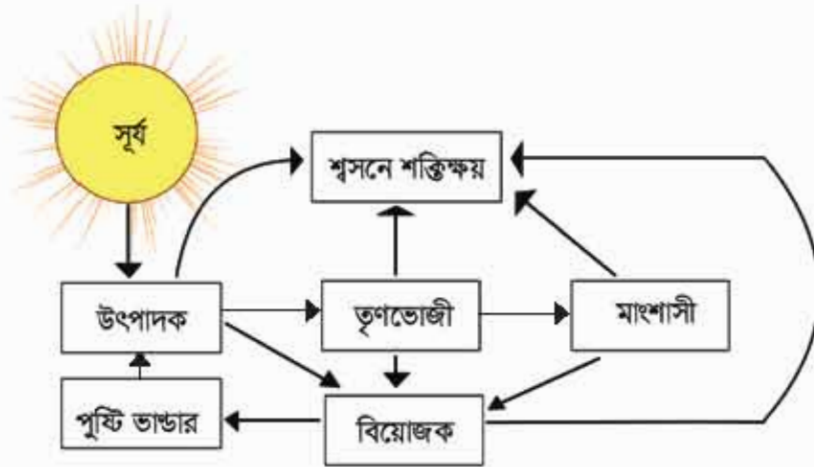 সূর্য
শ্বসনে শক্তিক্ষয়
উৎপাদক
তৃণভোজী
মাংশাসী
পুষ্টি ভান্ডার
বিয়োজক